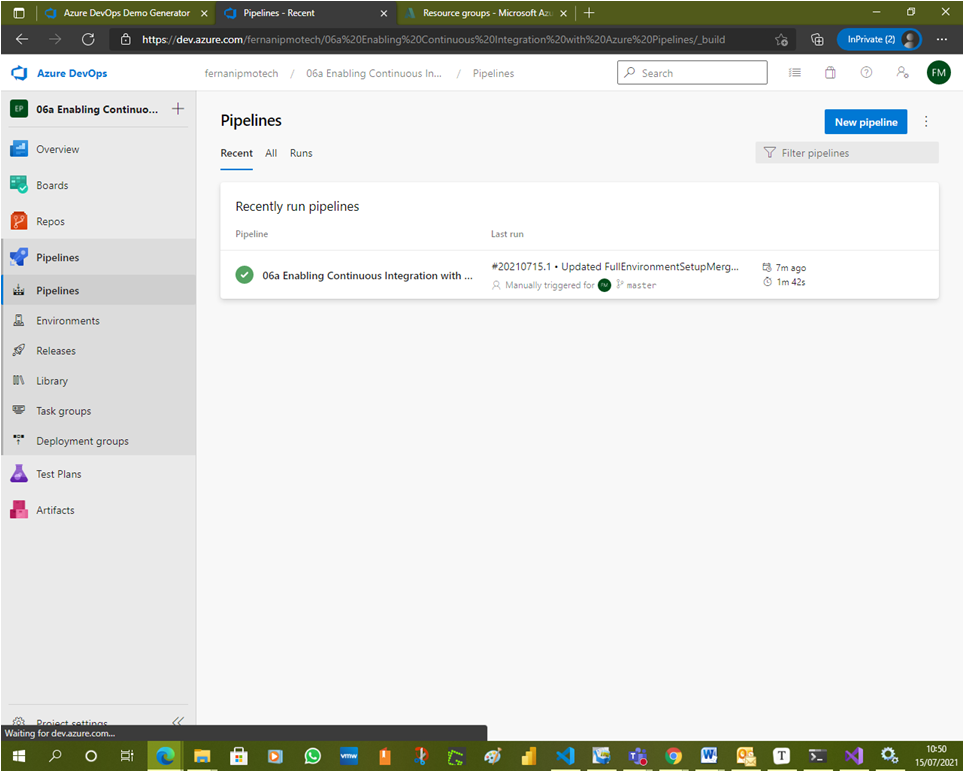 Azure DevOps Demo Generator
Pipelines - Recent
Resource groups - Microsoft Azu
https://dev.azure.com/fernanipmotech/06a%20Enabling%20Continuous%20Integration%20with%20Azure%20Pipelines/_build
InPrivate (2)
Azure DevOps
fernanipmotech / 06a Enabling Continuous In... / Pipelines
Search
FM
EP
06a Enabling Continuo...
Overview
Boards
Repos
Pipelines
Pipelines
Environments
Releases
Library
Task groups
Deployment groups
Test Plans
Artifacts
Project settings
Pipelines
New pipeline
Recent All Runs
Filter pipelines
Recently run pipelines
Pipeline Last run
06a Enabling Continuous Integration with ...
#20210715.1 • Updated FullEnvironmentSetupMerg...
7m ago
Manually triggered for FM master
1m 42s
Waiting for dev.azure.com...
vmw
T
10:50
15/07/2021